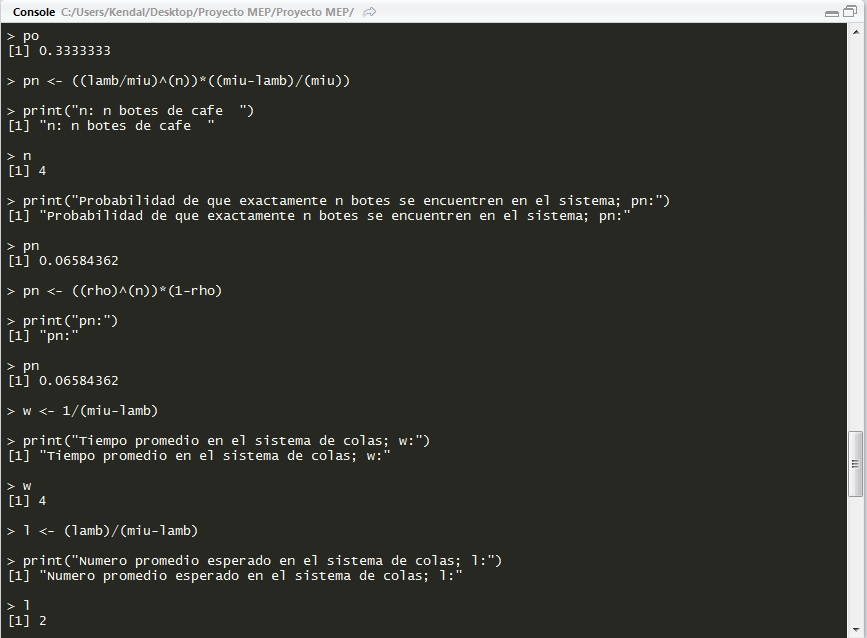 Console C:/Users/Kendal/Desktop/Proyecto MEP/Proyecto MEP/
> po
[1] 0.3333333
> pn <- ((lamb/miu)^(n))*((miu-lamb)/(miu))
> print("n: n botes de cafe  ")
[1] "n: n botes de cafe  "
> n
[1] 4
> print("Probabilidad de que exactamente n botes se encuentren en el sistema; pn:")
[1] "Probabilidad de que exactamente n botes se encuentren en el sistema; pn:"
> pn
[1] 0.06584362
> pn <- ((rho)^(n))*(1-rho)
> print("pn:")
[1] "pn:"
> pn
[1] 0.06584362
> w <- 1/(miu-lamb)
> print("Tiempo promedio en el sistema de colas; w:")
[1] "Tiempo promedio en el sistema de colas; w:"
> w
[1] 4
> l <- (lamb)/(miu-lamb)
> print("Numero promedio esperado en el sistema de colas; l:")
[1] "Numero promedio esperado en el sistema de colas; l:"
> l
[1] 2